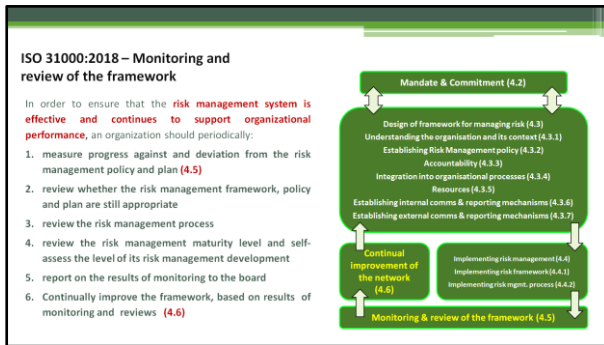 ISO 31000:2018 – Monitoring and
review of the framework
In order to ensure that the risk management system is
effective and continues to support organizational
performance, an organization should periodically:
1. measure progress against and deviation from the risk
management policy and plan (4.5)
2. review whether the risk management framework, policy
and plan are still appropriate
3. review the risk management process
4. review the risk management maturity level and self-
assess the level of its risk management development
5. report on the results of monitoring to the board
6. Continually improve the framework, based on results of
monitoring and reviews (4.6)
Mandate & Commitment (4.2)
Design of framework for managing risk (4.3)
Understanding the organisation and its context (4.3.1)
Establishing Risk Management policy (4.3.2)
Accountability (4.3.3)
Integration into organisational processes (4.3.4)
Resources (4.3.5)
Establishing internal comms & reporting mechanisms (4.3.6)
Establishing external comms & reporting mechanisms (4.3.7)
Continual
improvement of
the network
(4.6)
Implementing risk management (4.4)
Implementing risk framework (4.4.1)
Implementing risk mgmt. process (4.4.2)
Monitoring & review of the framework (4.5)